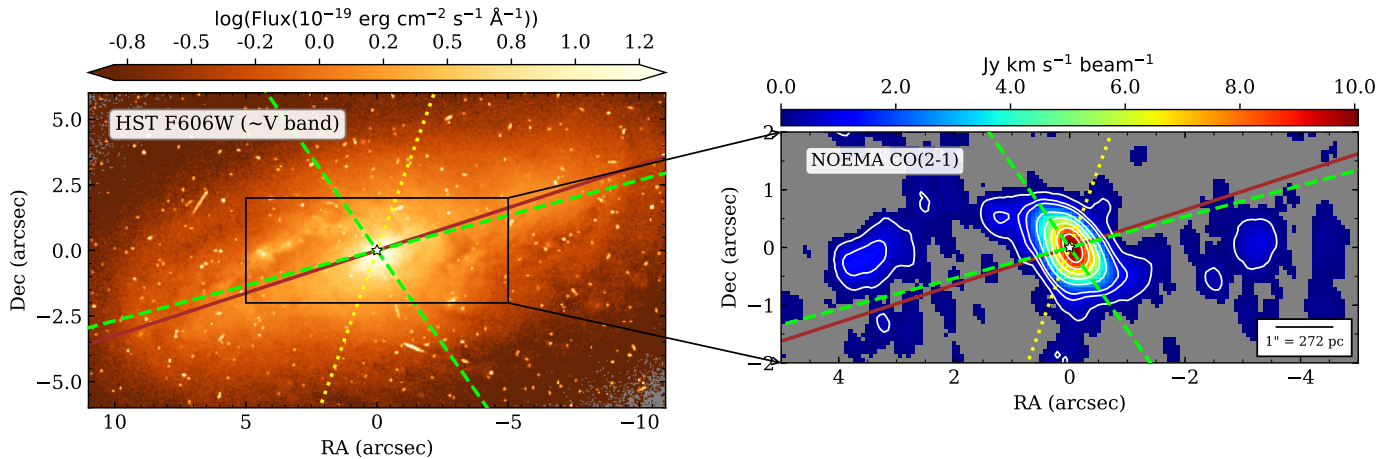 log(Flux(10⁻¹⁹ erg cm⁻² s⁻¹ Å⁻¹))
-0.8 -0.5 -0.2 0.0 0.2 0.5 0.8 1.0 1.2
HST F606W (~V band)
5.0
2.5
0.0
−2.5
−5.0
Dec (arcsec)
10 5 0 −5 −10
RA (arcsec)
Jy km s⁻¹ beam⁻¹
0.0 2.0 4.0 6.0 8.0 10.0
NOEMA CO(2-1)
2
1
0
−1
−2
Dec (arcsec)
1" = 272 pc
4 2 0 −2 −4
RA (arcsec)